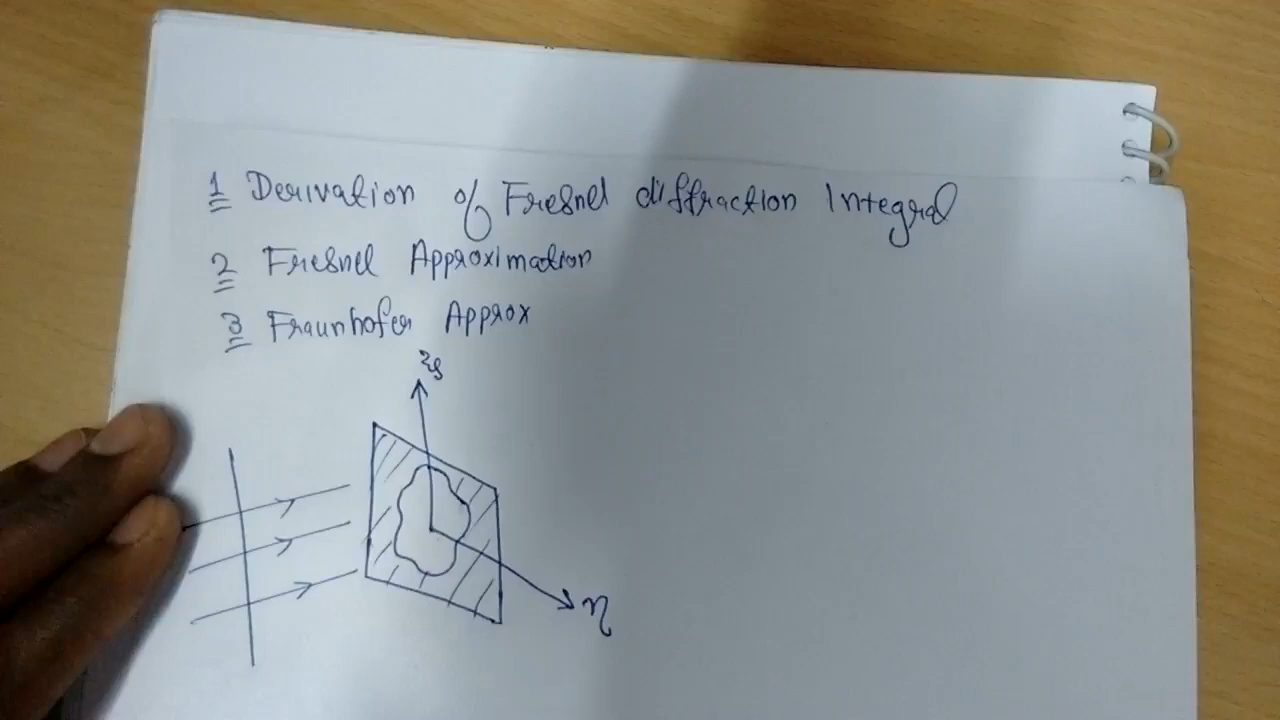 1 Derivation of Fresnel diffraction Integral
2 Fresnel Approximation
3 Fraunhofer Approx
η